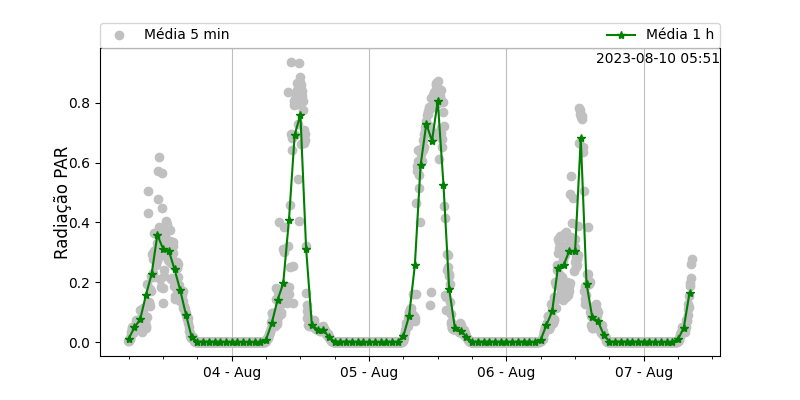 Média 5 min
Média 1 h
2023-08-10 05:51
Radiação PAR
0.8
0.6
0.4
0.2
0.0
04 - Aug
05 - Aug
06 - Aug
07 - Aug